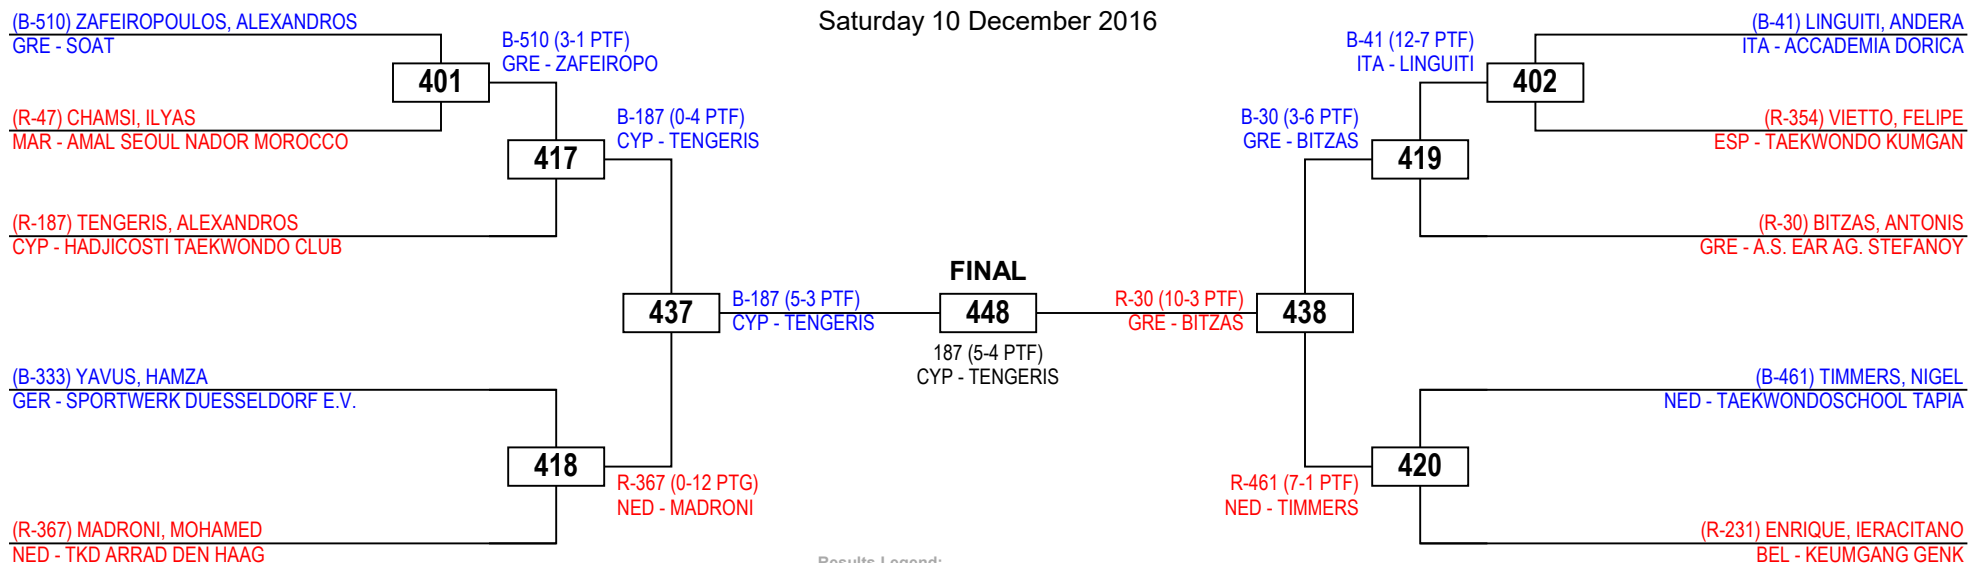 Saturday 10 December 2016
(B-510) ZAFEIROPOULOS, ALEXANDROS
GRE - SOAT
B-510 (3-1 PTF)
GRE - ZAFEIROPO
401
(R-47) CHAMSI, ILYAS
MAR - AMAL SEOUL NADOR MOROCCO
B-187 (0-4 PTF)
CYP - TENGERIS
417
(R-187) TENGERIS, ALEXANDROS
CYP - HADJICOSTI TAEKWONDO CLUB
437
B-187 (5-3 PTF)
CYP - TENGERIS
(B-333) YAVUS, HAMZA
GER - SPORTWERK DUESSELDORF E.V.
418
R-367 (0-12 PTG)
NED - MADRONI
(R-367) MADRONI, MOHAMED
NED - TKD ARRAD DEN HAAG
FINAL
448
187 (5-4 PTF)
CYP - TENGERIS
(B-41) LINGUITI, ANDERA
ITA - ACCADEMIA DORICA
B-41 (12-7 PTF)
ITA - LINGUITI
402
(R-354) VIETTO, FELIPE
ESP - TAEKWONDO KUMGAN
B-30 (3-6 PTF)
GRE - BITZAS
419
(R-30) BITZAS, ANTONIS
GRE - A.S. EAR AG. STEFANOY
R-30 (10-3 PTF)
GRE - BITZAS
438
(B-461) TIMMERS, NIGEL
NED - TAEKWONDOSCHOOL TAPIA
420
R-461 (7-1 PTF)
NED - TIMMERS
(R-231) ENRIQUE, IERACITANO
BEL - KEUMGANG GENK
Results Legend: